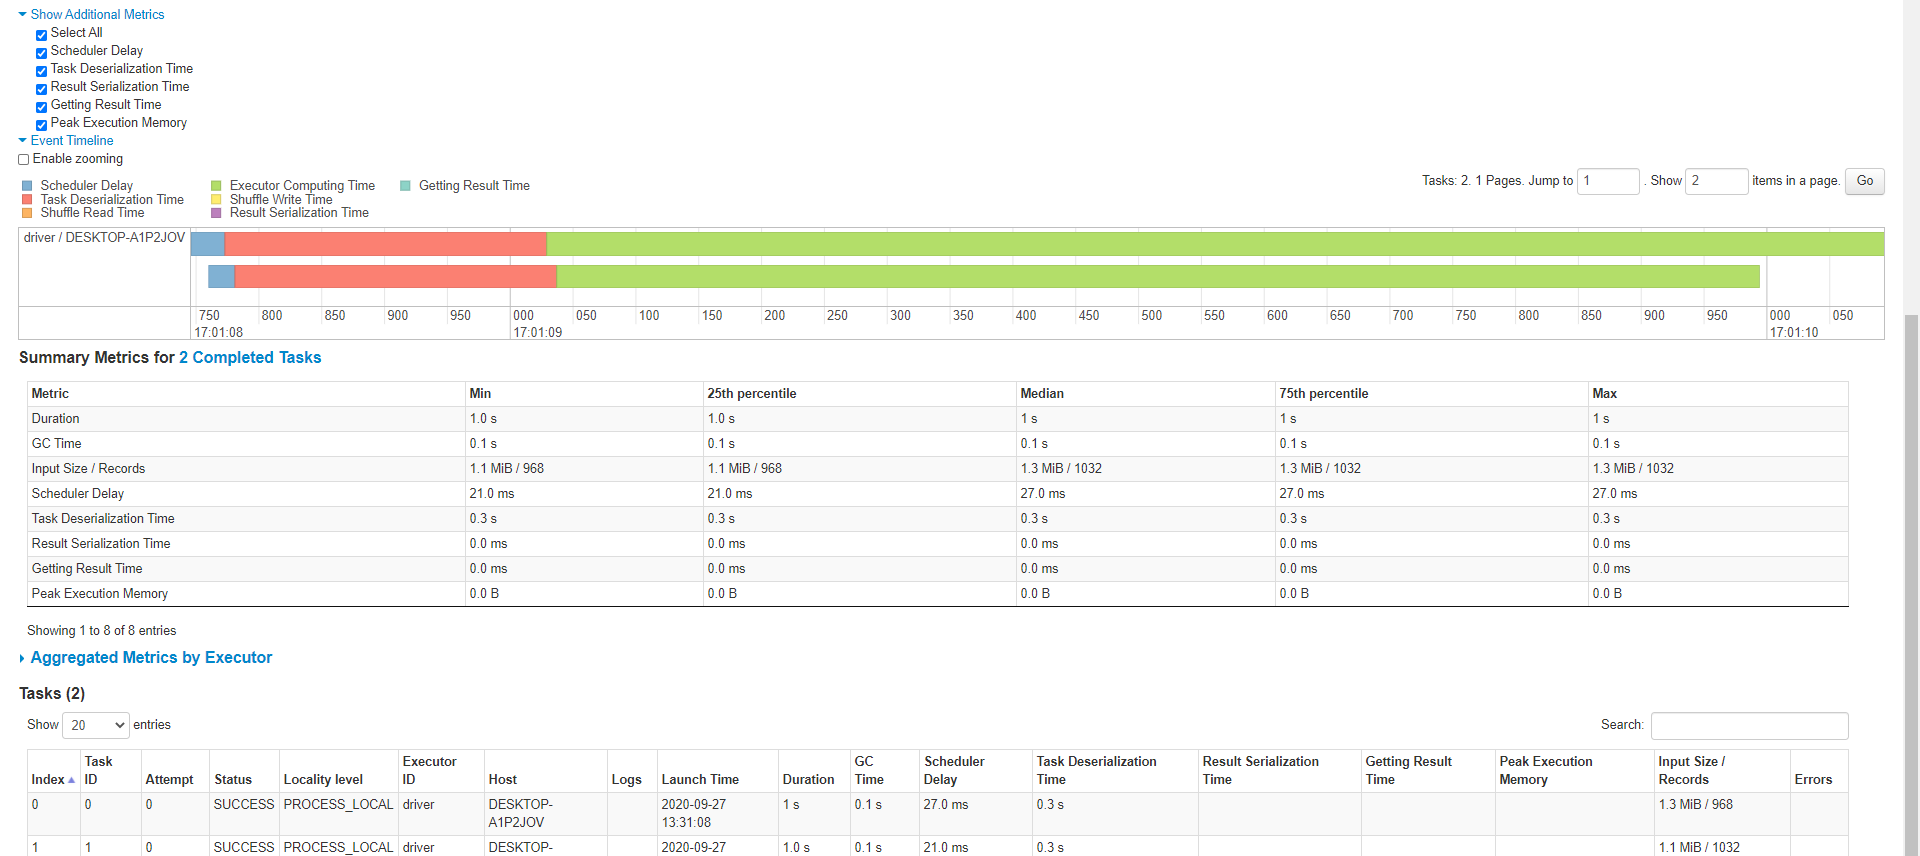 Show Additional Metrics
Select All
Scheduler Delay
Task Deserialization Time
Result Serialization Time
Getting Result Time
Peak Execution Memory
Event Timeline
Enable zooming
Tasks: 2. 1 Pages. Jump to 1 . Show 2 items in a page. Go
Scheduler Delay Executor Computing Time Getting Result Time
Task Deserialization Time Shuffle Write Time
Shuffle Read Time Result Serialization Time
driver / DESKTOP-A1P2JOV
750 800 850 900 950 000 050 100 150 200 250 300 350 400 450 500 550 600 650 700 750 800 850 900 950 000 050
17:01:08 17:01:09 17:01:10
Summary Metrics for 2 Completed Tasks
Metric Min 25th percentile Median 75th percentile Max
Duration 1.0 s 1.0 s 1 s 1 s 1 s
GC Time 0.1 s 0.1 s 0.1 s 0.1 s 0.1 s
Input Size / Records 1.1 MiB / 968 1.1 MiB / 968 1.3 MiB / 1032 1.3 MiB / 1032 1.3 MiB / 1032
Scheduler Delay 21.0 ms 21.0 ms 27.0 ms 27.0 ms 27.0 ms
Task Deserialization Time 0.3 s 0.3 s 0.3 s 0.3 s 0.3 s
Result Serialization Time 0.0 ms 0.0 ms 0.0 ms 0.0 ms 0.0 ms
Getting Result Time 0.0 ms 0.0 ms 0.0 ms 0.0 ms 0.0 ms
Peak Execution Memory 0.0 B 0.0 B 0.0 B 0.0 B 0.0 B
Showing 1 to 8 of 8 entries
Aggregated Metrics by Executor
Tasks (2)
Show 20 entries Search:
Task Executor GC Scheduler Task Deserialization Result Serialization Getting Result Peak Execution Input Size /
Index ID Attempt Status Locality level ID Host Logs Launch Time Duration Time Delay Time Time Time Memory Records Errors
0 0 0 SUCCESS PROCESS_LOCAL driver DESKTOP- 2020-09-27 1 s 0.1 s 27.0 ms 0.3 s 1.3 MiB / 968
A1P2JOV 13:31:08
1 1 0 SUCCESS PROCESS_LOCAL driver DESKTOP- 2020-09-27 1.0 s 0.1 s 21.0 ms 0.3 s 1.1 MiB / 1032